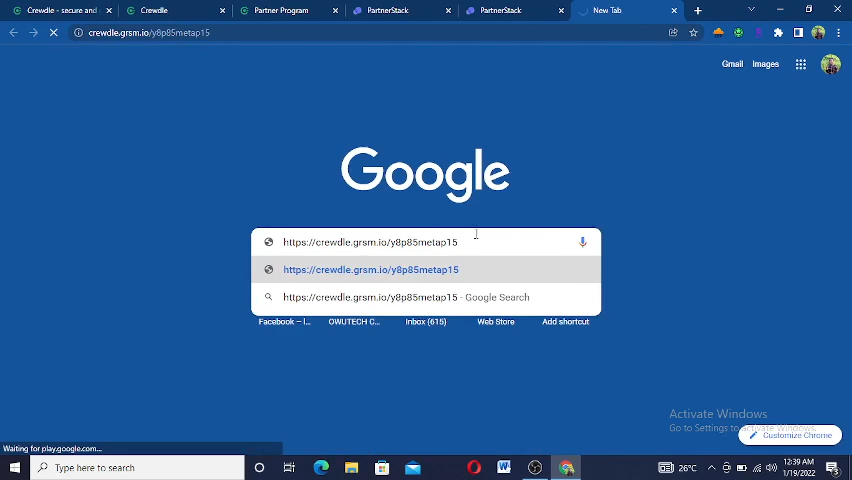 Crewdle - secure and
Crewdle
Partner Program
PartnerStack
PartnerStack
New Tab
crewdle.grsm.io/y8p85metap15
Gmail
Images
Google
https://crewdle.grsm.io/y8p85metap15
https://crewdle.grsm.io/y8p85metap15
https://crewdle.grsm.io/y8p85metap15 - Google Search
Facebook – l...
OWUTECH C...
Inbox (615)
Web Store
Add shortcut
Activate Windows
Go to Settings to activate Windows.
Customize Chrome
Waiting for play.google.com...
Type here to search
26°C
12:39 AM
1/19/2022
3